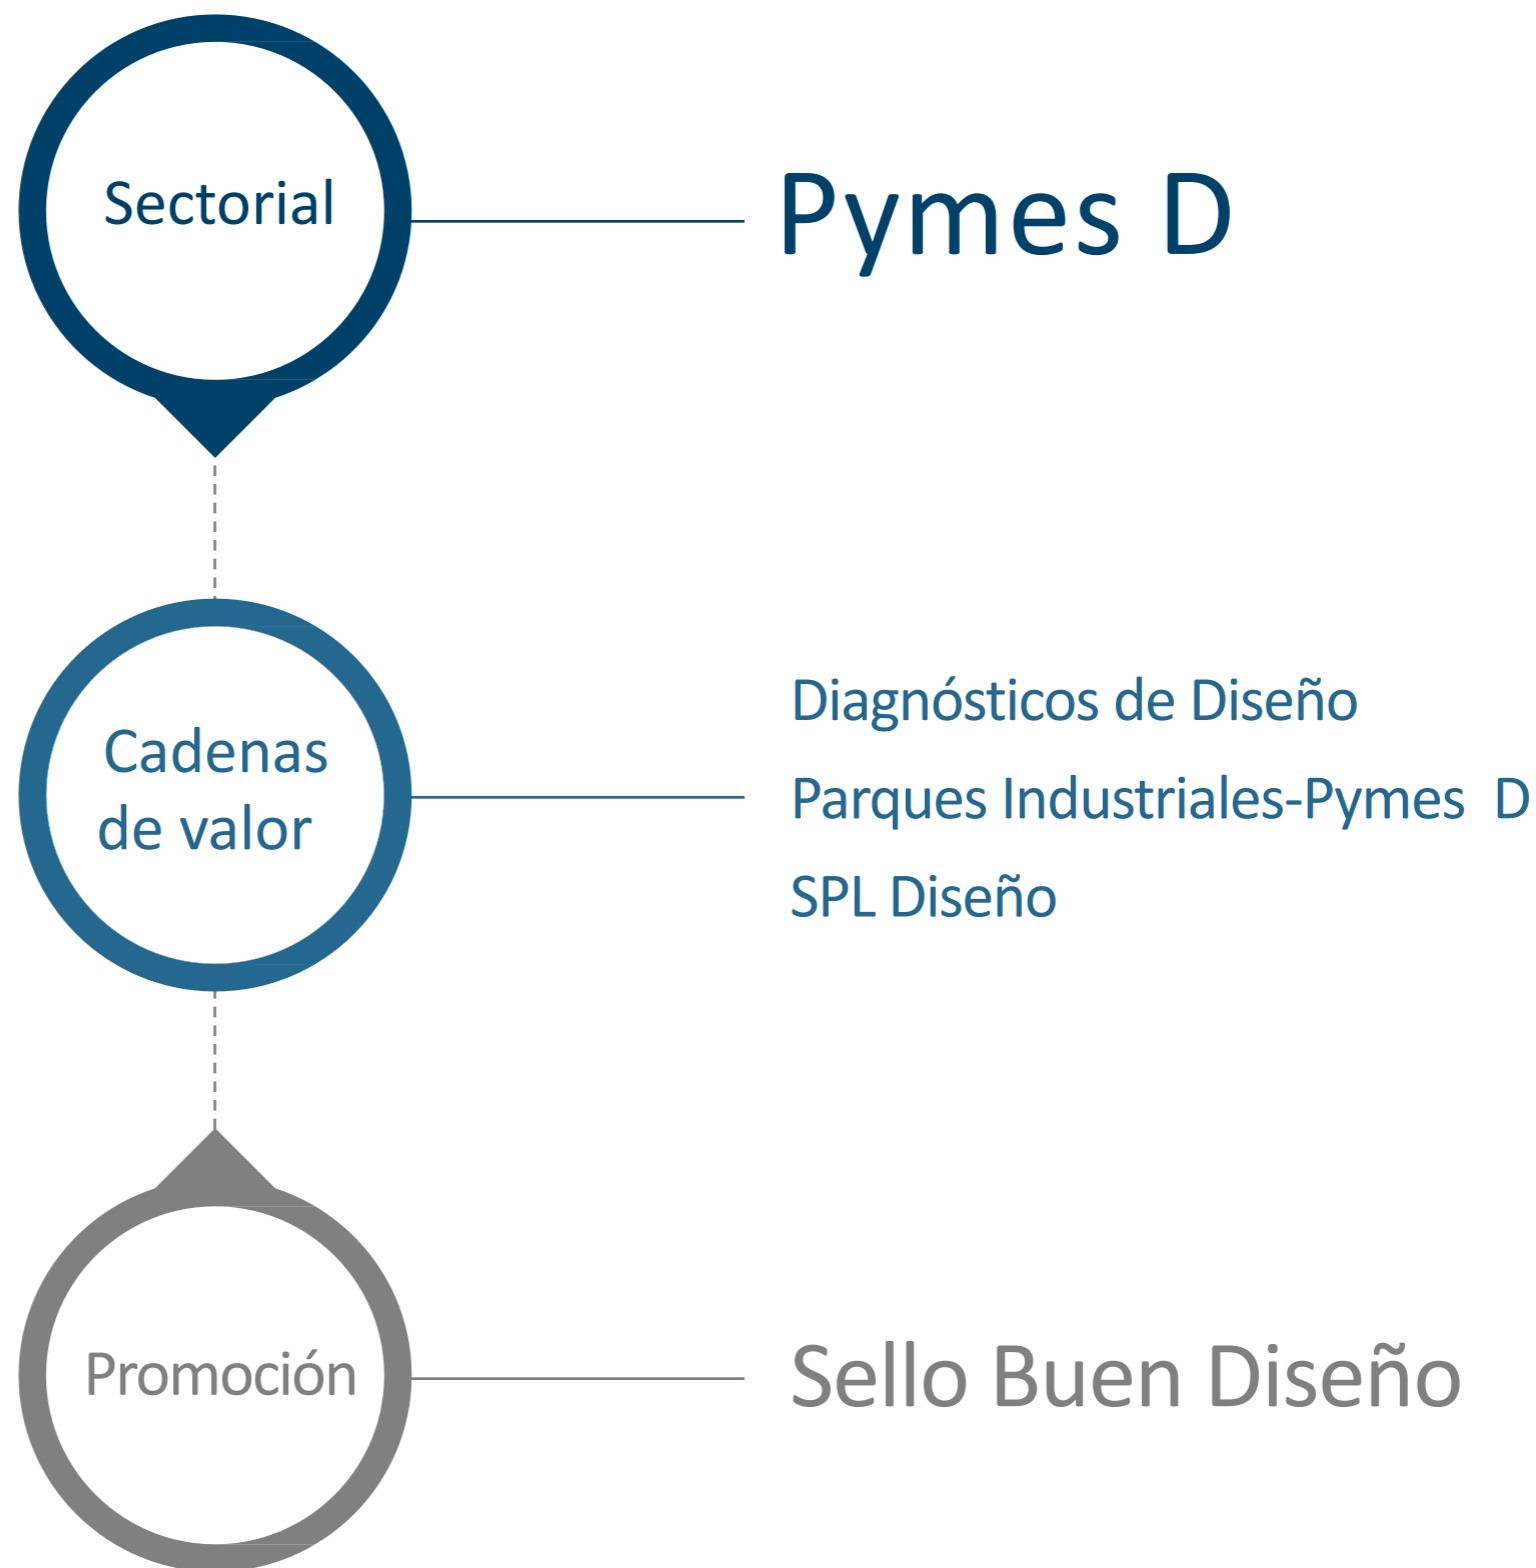 Sectorial
Pymes D
Cadenas
de valor
Diagnósticos de Diseño
Parques Industriales-Pymes D
SPL Diseño
Promoción
Sello Buen Diseño